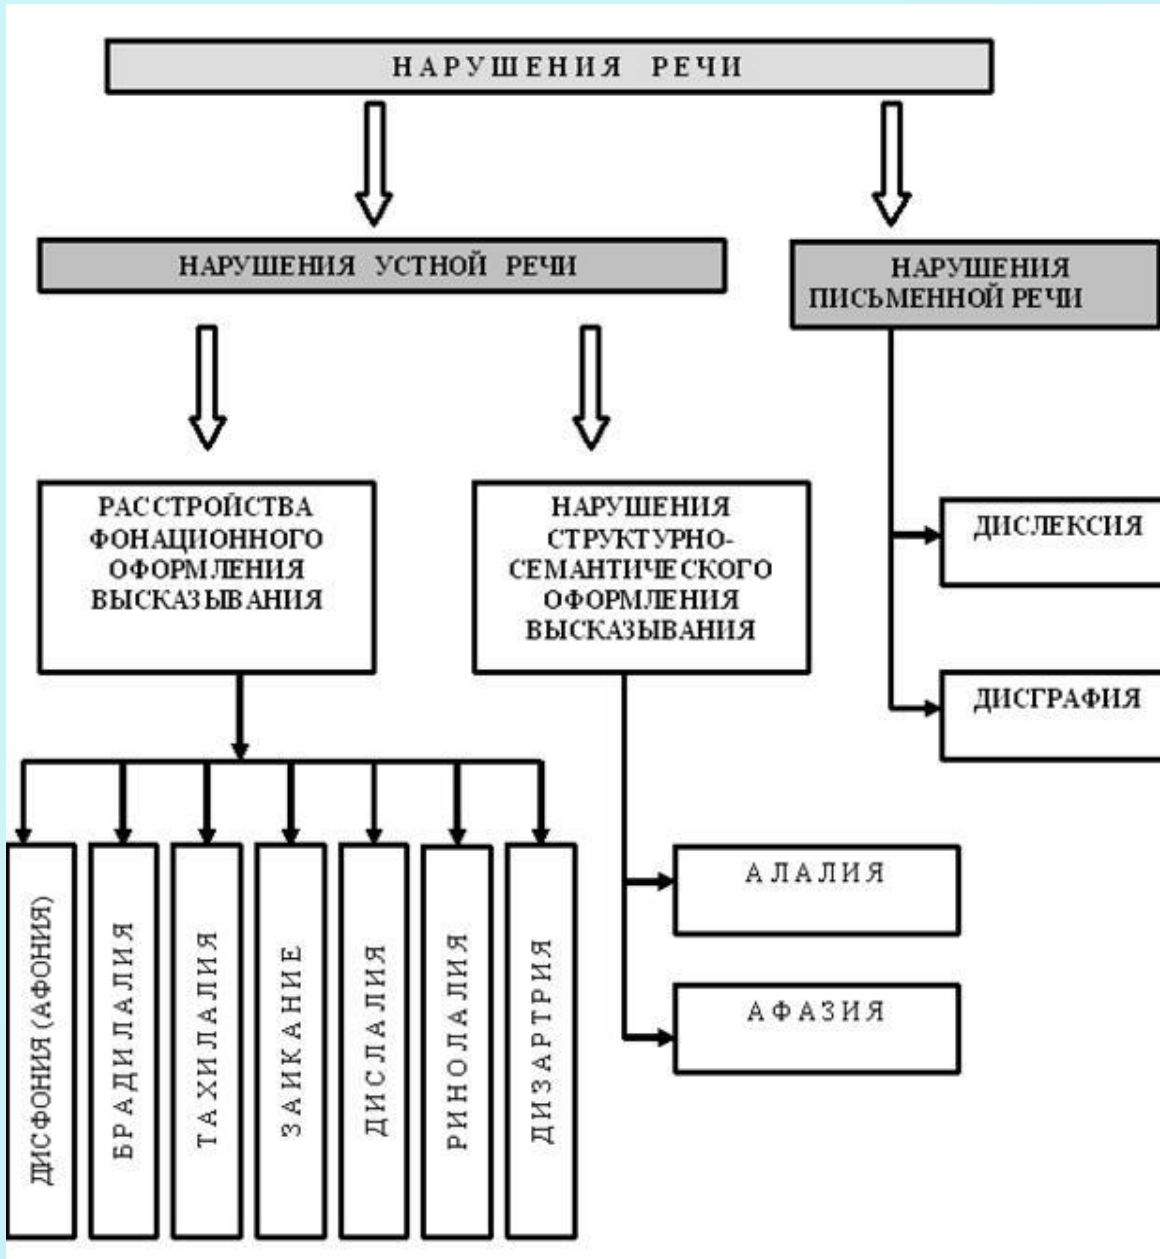 НАРУШЕНИЯ РЕЧИ
НАРУШЕНИЯ УСТНОЙ РЕЧИ
НАРУШЕНИЯ
ПИСЬМЕННОЙ РЕЧИ
РАССТРОЙСТВА
ФОНАЦИОННОГО
ОФОРМЛЕНИЯ
ВЫСКАЗЫВАНИЯ
НАРУШЕНИЯ
СТРУКТУРНО-
СЕМАНТИЧЕСКОГО
ОФОРМЛЕНИЯ
ВЫСКАЗЫВАНИЯ
ДИСЛЕКСИЯ
ДИСГРАФИЯ
ДИСФОНИЯ (АФОНИЯ)
БРАДИЛАЛИЯ
ТАХИЛАЛИЯ
ЗАИКАНИЕ
ДИСЛАЛИЯ
РИНОЛАЛИЯ
ДИЗАРТРИЯ
АЛАЛИЯ
АФАЗИЯ